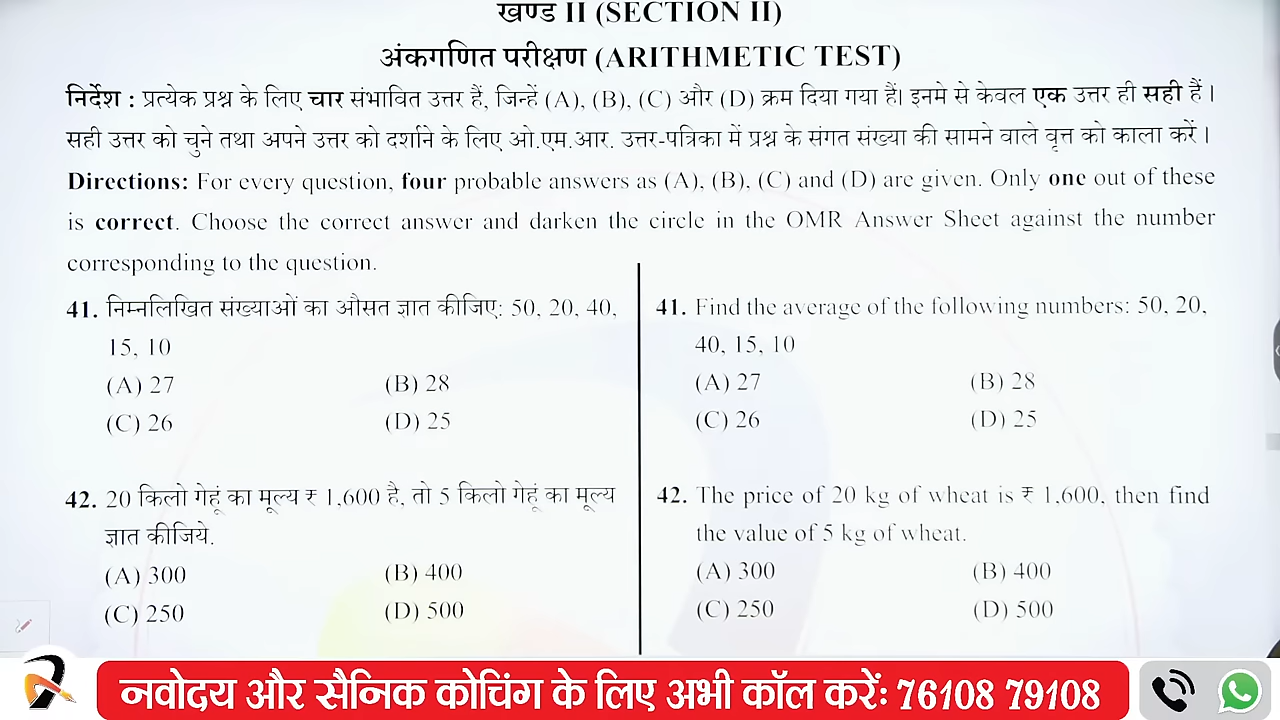 खण्ड II (SECTION II)
अंकगणित परीक्षण (ARITHMETIC TEST)
निर्देश : प्रत्येक प्रश्न के लिए चार संभावित उत्तर हैं, जिन्हें (A), (B), (C) और (D) क्रम दिया गया हैं। इनमे से केवल एक उत्तर ही सही हैं ।
सही उत्तर को चुने तथा अपने उत्तर को दर्शाने के लिए ओ.एम.आर. उत्तर-पत्रिका में प्रश्न के संगत संख्या की सामने वाले वृत्त को काला करें ।
Directions: For every question, four probable answers as (A), (B), (C) and (D) are given. Only one out of these
is correct. Choose the correct answer and darken the circle in the OMR Answer Sheet against the number
corresponding to the question.
41. निम्नलिखित संख्याओं का औसत ज्ञात कीजिए: 50, 20, 40,
15, 10
(A) 27 (B) 28
(C) 26 (D) 25
42. 20 किलो गेहूं का मूल्य ₹ 1,600 है, तो 5 किलो गेहूं का मूल्य
ज्ञात कीजिये.
(A) 300 (B) 400
(C) 250 (D) 500
41. Find the average of the following numbers: 50, 20,
40, 15, 10
(A) 27 (B) 28
(C) 26 (D) 25
42. The price of 20 kg of wheat is ₹ 1,600, then find
the value of 5 kg of wheat.
(A) 300 (B) 400
(C) 250 (D) 500
नवोदय और सैनिक कोचिंग के लिए अभी कॉल करें: 76108 79108